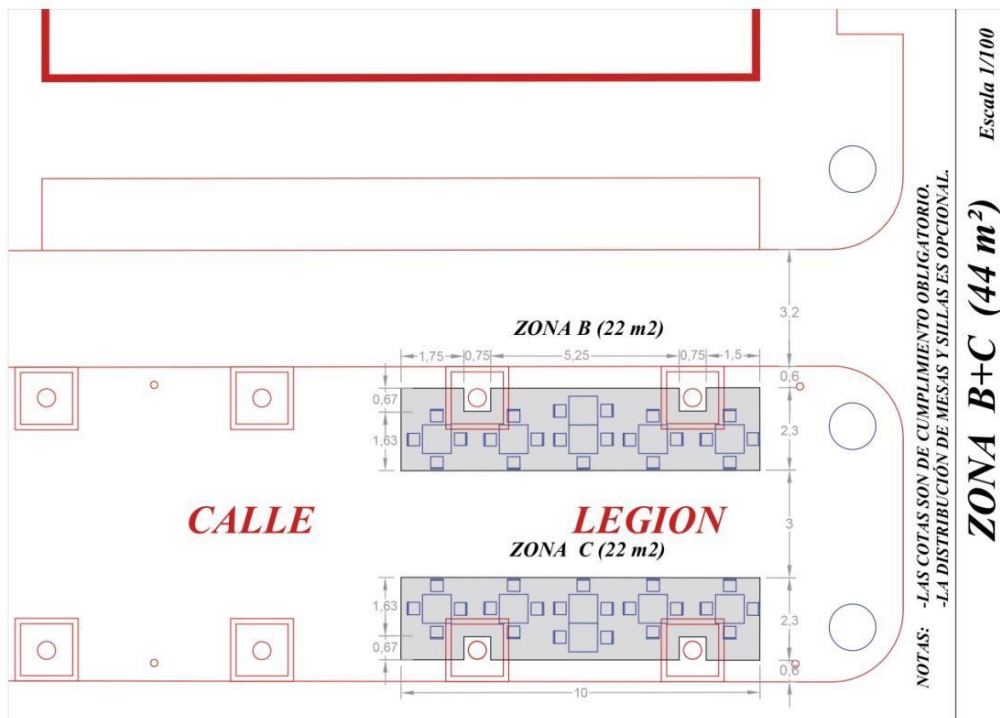 3.2
ZONA B (22 m2)
1,75
0,75
5,25
0,75
1,5
0,6
0,67
1,63
2,3
CALLE LEGION
3
ZONA C (22 m2)
1,63
0,67
2,3
0,6
10
NOTAS: -LAS COTAS SON DE CUMPLIMIENTO OBLIGATORIO.
-LA DISTRIBUCIÓN DE MESAS Y SILLAS ES OPCIONAL.
ZONA B+C (44 m²)
Escala 1/100